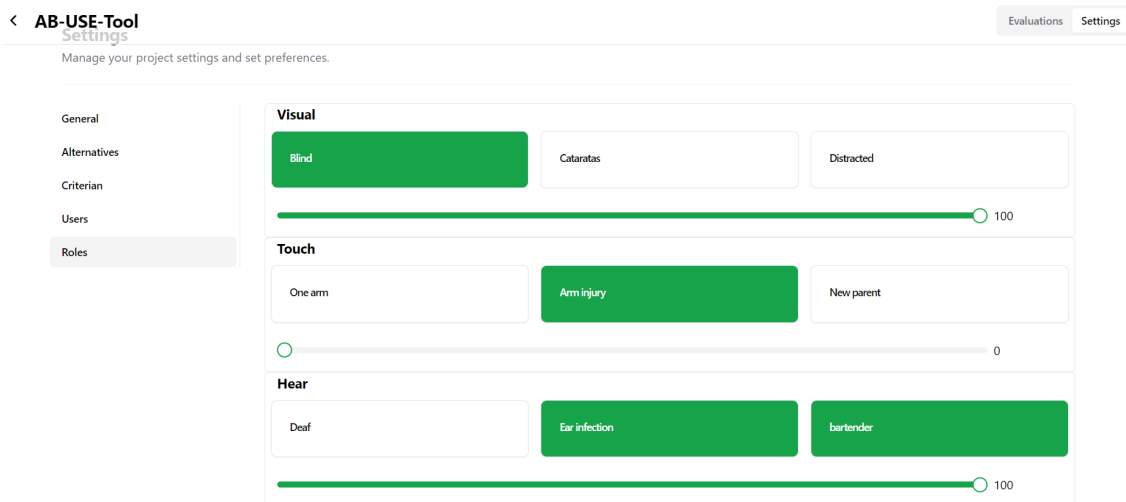 AB-USE-Tool
Evaluations Settings
Settings
Manage your project settings and set preferences.
General
Alternatives
Criterian
Users
Roles
Visual
Blind Cataratas Distracted
100
Touch
One arm Arm injury New parent
0
Hear
Deaf Ear infection bartender
100